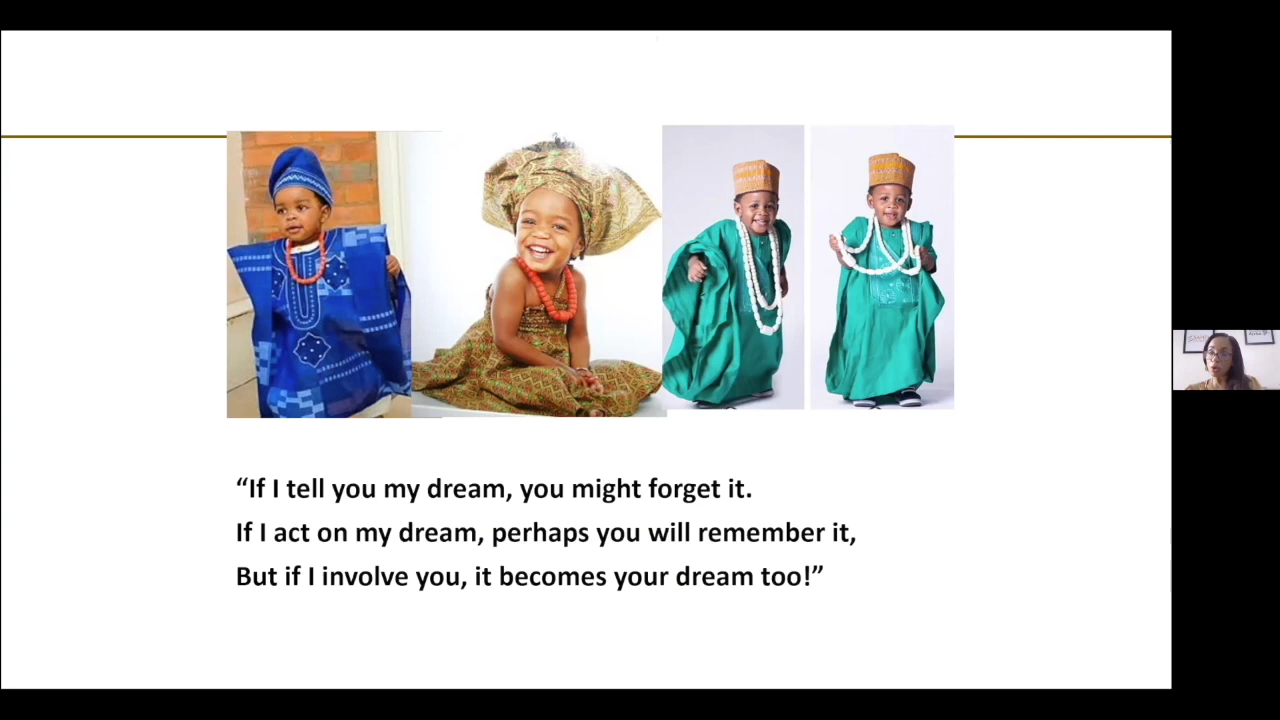 “If I tell you my dream, you might forget it.
If I act on my dream, perhaps you will remember it,
But if I involve you, it becomes your dream too!”